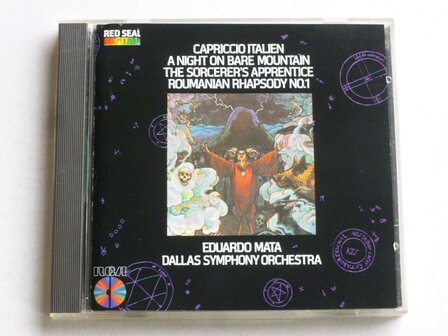 RED SEAL
CAPRICCIO ITALIEN
A NIGHT ON BARE MOUNTAIN
THE SORCERER'S APPRENTICE
ROUMANIAN RHAPSODY NO.1
EDUARDO MATA
DALLAS SYMPHONY ORCHESTRA
RCA